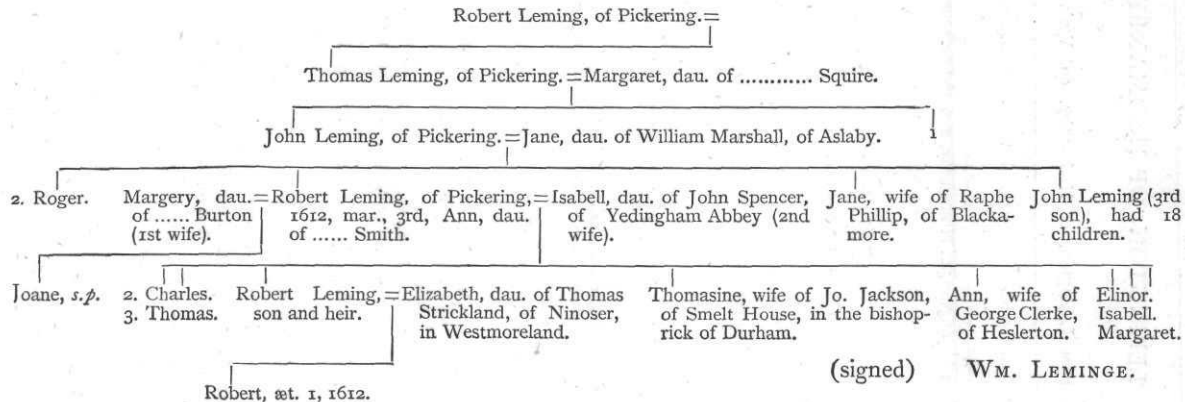 Robert Leming, of Pickering.=
Thomas Leming, of Pickering.=Margaret, dau. of ............ Squire.
John Leming, of Pickering.=Jane, dau. of William Marshall, of Aslaby. 1
2. Roger.
Margery, dau.=
of ...... Burton
(1st wife).
Robert Leming, of Pickering,=
1612, mar., 3rd, Ann, dau.
of ...... Smith.
Isabell, dau. of John Spencer,
of Yedingham Abbey (2nd
wife).
Jane, wife of Raphe
Phillip, of Blacka-
more.
John Leming (3rd
son), had 18
children.
Joane, s.p.
2. Charles.
3. Thomas.
Robert Leming,=
son and heir.
Elizabeth, dau. of Thomas
Strickland, of Ninoser,
in Westmoreland.
Thomasine, wife of Jo. Jackson,
of Smelt House, in the bishop-
rick of Durham.
Ann, wife of
George Clerke,
of Heslerton.
Elinor.
Isabell.
Margaret.
(signed) WM. LEMINGE.
Robert, æt. 1, 1612.